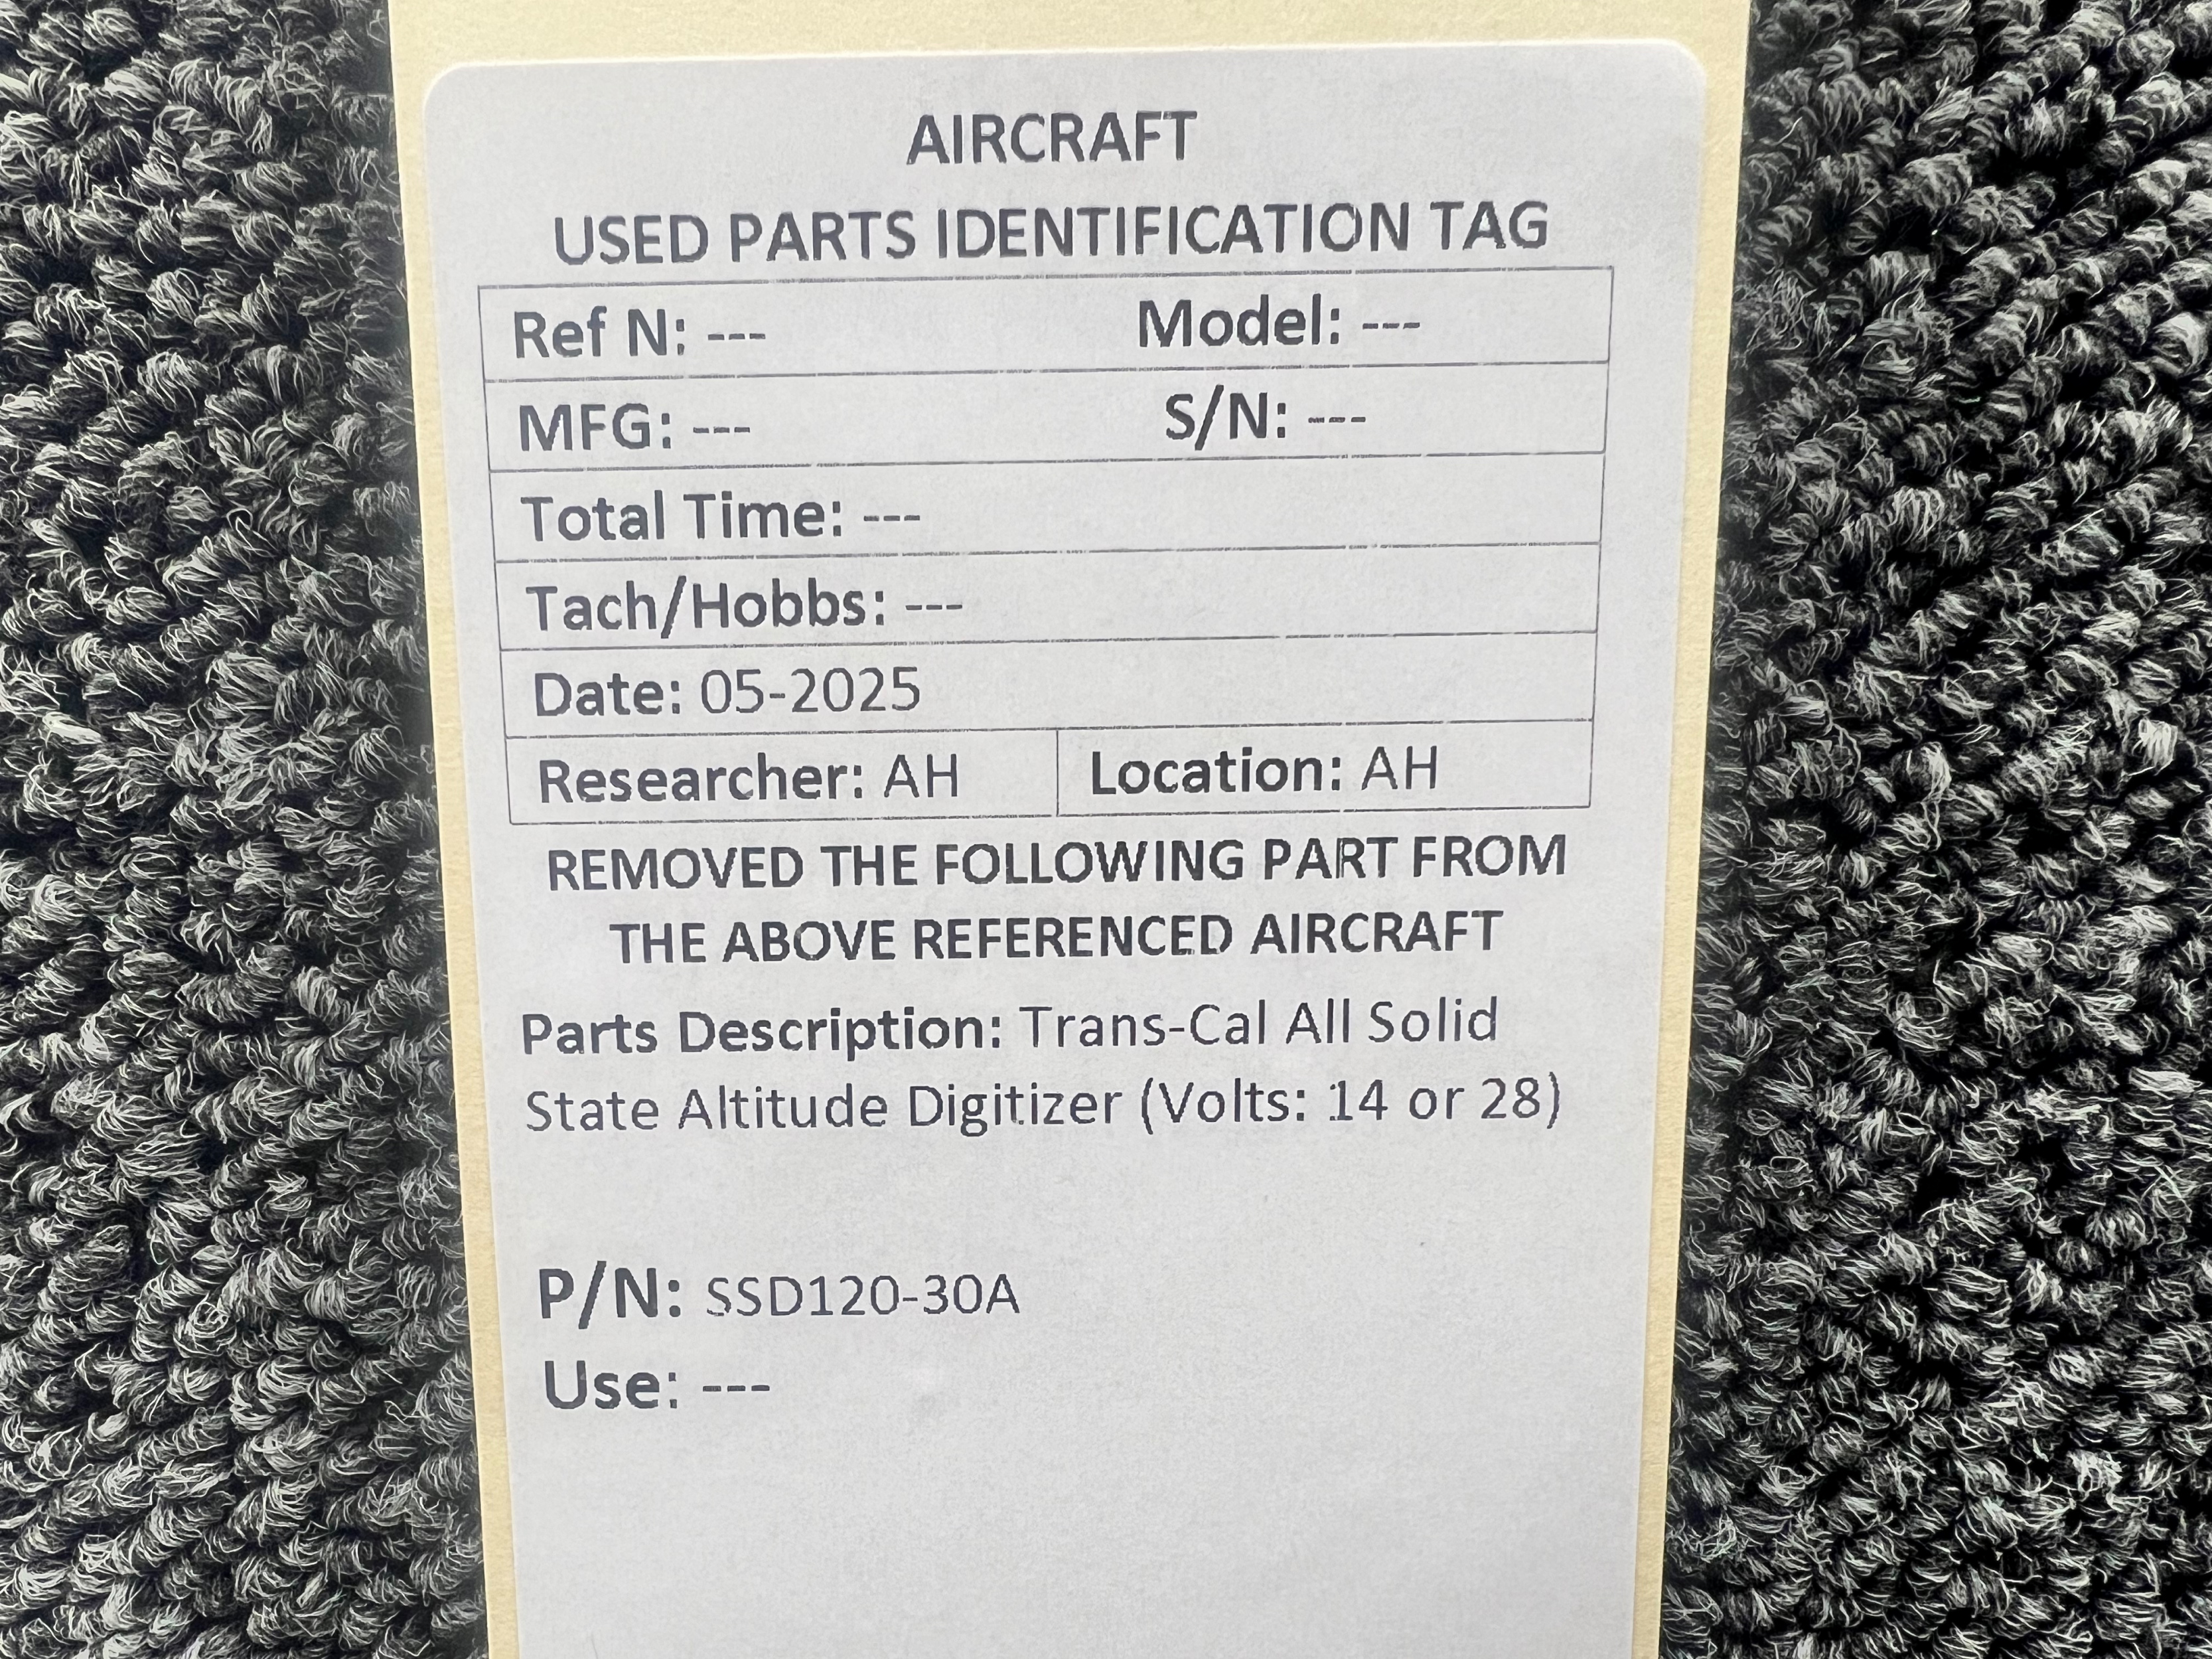 AIRCRAFT
USED PARTS IDENTIFICATION TAG
Ref N: --- Model: ---
MFG: --- S/N: ---
Total Time: ---
Tach/Hobbs: ---
Date: 05-2025
Researcher: AH Location: AH
REMOVED THE FOLLOWING PART FROM
THE ABOVE REFERENCED AIRCRAFT
Parts Description: Trans-Cal All Solid
State Altitude Digitizer (Volts: 14 or 28)
P/N: SSD120-30A
Use: ---